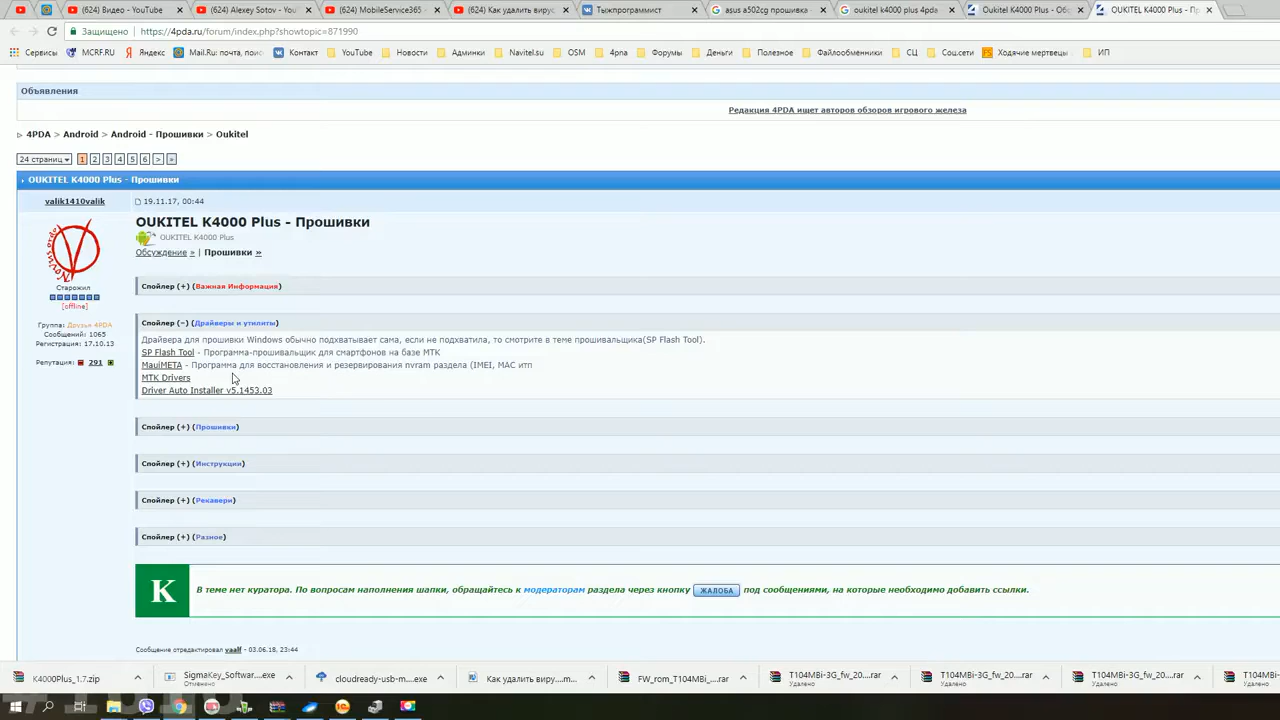 (624) Видео - YouTube
(624) Alexey Sotov - You
(624) MobileService365 -
(624) Как удалить вирус
Тыжпрограммист
asus a502cg прошивка
oukitel k4000 plus 4pda
Oukitel K4000 Plus - Обс
OUKITEL K4000 Plus - Пр
Защищено
https://4pda.ru/forum/index.php?showtopic=871990
Сервисы
MCRF.RU
Яндекс
Mail.Ru: почта, поис
Контакт
YouTube
Новости
Админки
Navitel.su
OSM
4pna
Форумы
Деньги
Полезное
Файлообменники
СЦ
Соц.сети
Ходячие мертвецы
ИП
Объявления
Редакция 4PDA ищет авторов обзоров игрового железа
4PDA > Android > Android - Прошивки > Oukitel
24 страниц 1 2 3 4 5 6 > »
OUKITEL K4000 Plus - Прошивки
valik1410valik
19.11.17, 00:44
OUKITEL K4000 Plus - Прошивки
OUKITEL K4000 Plus
Обсуждение » | Прошивки »
Старожил
[offline]
Группа: Друзья 4PDA
Сообщений: 1065
Регистрация: 17.10.13
Репутация: 291
Спойлер (+) (Важная Информация)
Спойлер (–) (Драйверы и утилиты)
Драйвера для прошивки Windows обычно подхватывает сама, если не подхватила, то смотрите в теме прошивальщика(SP Flash Tool).
SP Flash Tool - Программа-прошивальщик для смартфонов на базе МТК
MauiMETA - Программа для восстановления и резервирования nvram раздела (IMEI, MAC итп
MTK Drivers
Driver Auto Installer v5.1453.03
Спойлер (+) (Прошивки)
Спойлер (+) (Инструкции)
Спойлер (+) (Рекавери)
Спойлер (+) (Разное)
K
В теме нет куратора. По вопросам наполнения шапки, обращайтесь к модераторам раздела через кнопку ЖАЛОБА под сообщениями, на которые необходимо добавить ссылки.
Сообщение отредактировал vaalf - 03.06.18, 23:44
K4000Plus_1.7.zip
SigmaKey_Softwar....exe
Отменено
cloudready-usb-m....exe
Как удалить виру....m...
FW_rom_T104MBi_....rar
T104MBi-3G_fw_20....rar
Удалено
T104MBi-3G_fw_20....rar
Удалено
T104MBi-3G_fw_20....rar
Удалено
T104MBi-3G
Удалено